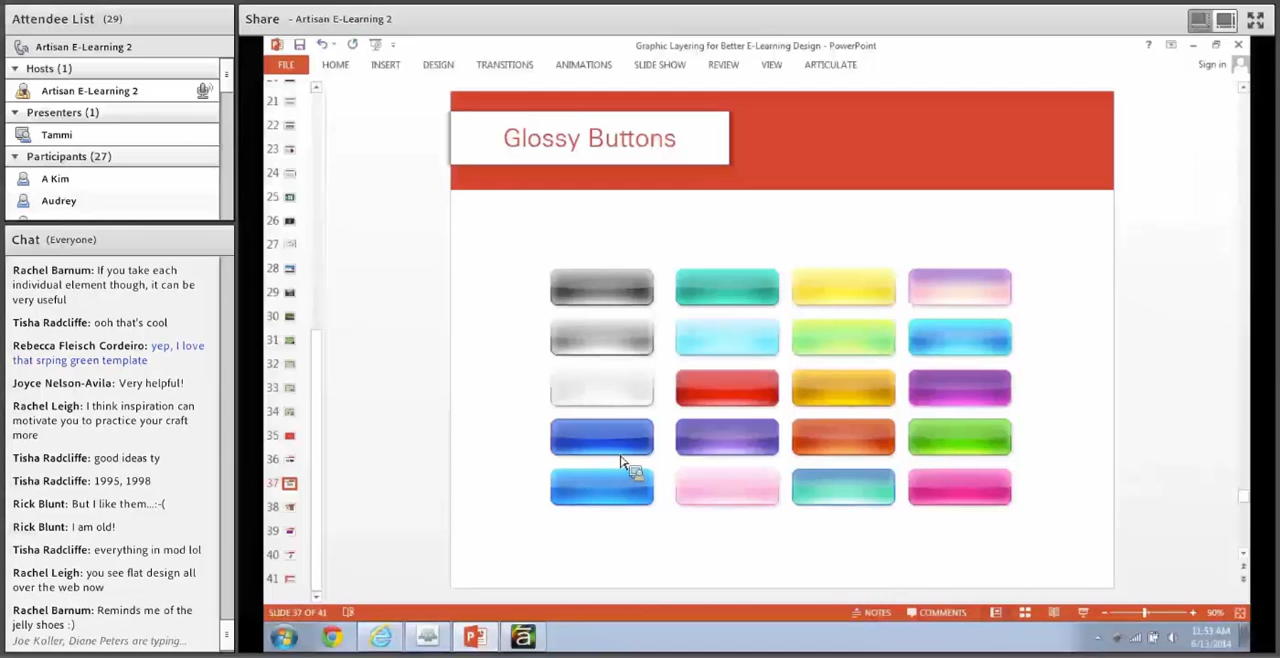 Attendee List (29)
Artisan E-Learning 2
Hosts (1)
Artisan E-Learning 2
Presenters (1)
Tammi
Participants (27)
A Kim
Audrey
Chat (Everyone)
Rachel Barnum: If you take each
individual element though, it can be
very useful
Tisha Radcliffe: ooh that's cool
Rebecca Fleisch Cordeiro: yep, I love
that srping green template
Joyce Nelson-Avila: Very helpful!
Rachel Leigh: I think inspiration can
motivate you to practice your craft
more
Tisha Radcliffe: good ideas ty
Tisha Radcliffe: 1995, 1998
Rick Blunt: But I like them...:-(
Rick Blunt: I am old!
Tisha Radcliffe: everything in mod lol
Rachel Leigh: you see flat design all
over the web now
Rachel Barnum: Reminds me of the
jelly shoes :)
Joe Koller, Diane Peters are typing...
Share - Artisan E-Learning 2
Graphic Layering for Better E-Learning Design - PowerPoint
FILE HOME INSERT DESIGN TRANSITIONS ANIMATIONS SLIDE SHOW REVIEW VIEW ARTICULATE Sign in
21
22
23
24
25
26
27
28
29
30
31
32
33
34
35
36
37
38
39
40
41
Glossy Buttons
SLIDE 37 OF 41 NOTES COMMENTS 90%
11:53 AM
6/13/2014